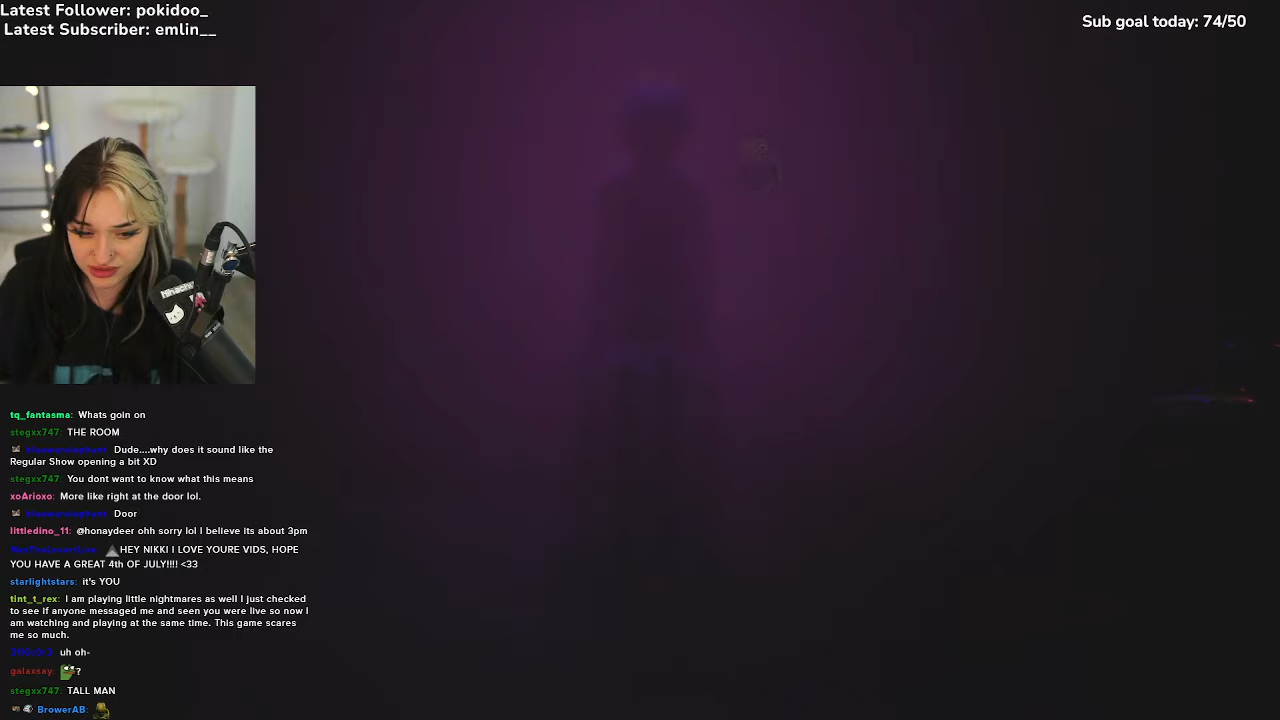 Latest Follower: pokidoo_
Latest Subscriber: emlin__
Sub goal today: 74/50
tq_fantasma: Whats goin on
stegxx747: THE ROOM
Dude....why does it sound like the
Regular Show opening a bit XD
stegxx747: You dont want to know what this means
xoArioxo: More like right at the door lol.
Door
littledino_11: @honaydeer ohh sorry lol I believe its about 3pm
HEY NIKKI I LOVE YOURE VIDS, HOPE
YOU HAVE A GREAT 4th OF JULY!!!! <33
starlightstars: it's YOU
tint_t_rex: I am playing little nightmares as well I just checked
to see if anyone messaged me and seen you were live so now I
am watching and playing at the same time. This game scares
me so much.
uh oh-
galaxsay: ?
stegxx747: TALL MAN
BrowerAB: